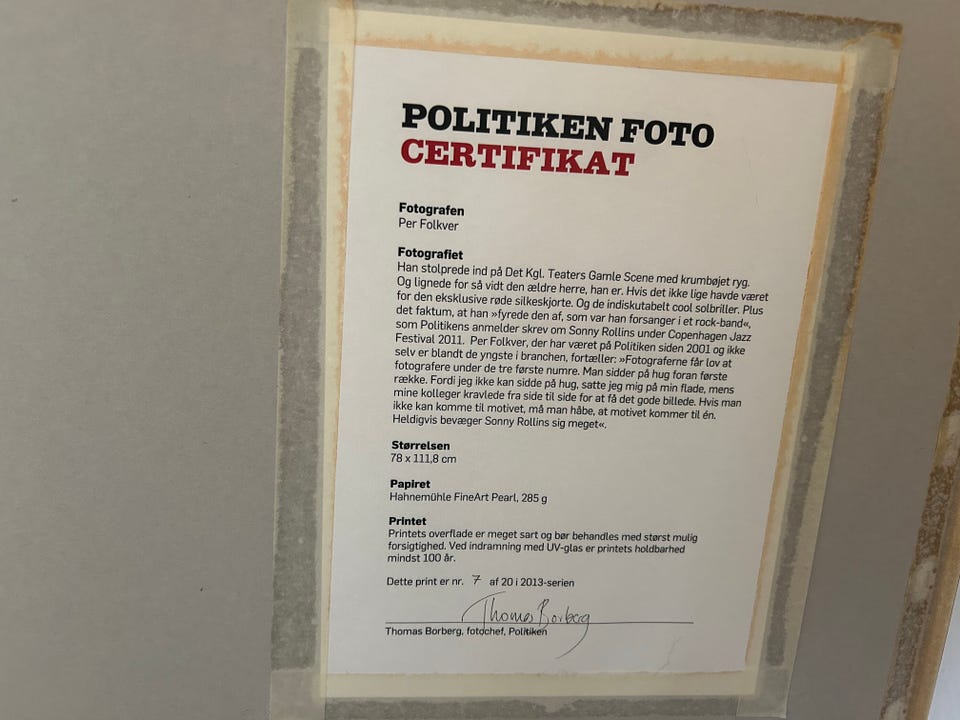 POLITIKEN FOTO
CERTIFIKAT
Fotografen
Per Folkver
Fotografiet
Han stolprede ind på Det Kgl. Teaters Gamle Scene med krumbøjet ryg.
Og lignede for så vidt den ældre herre, han er. Hvis det ikke lige havde været
for den eksklusive røde silkeskjorte. Og de indiskutabelt cool solbriller. Plus
det faktum, at han »fyrede den af, som var han forsanger i et rock-band«,
som Politikens anmelder skrev om Sonny Rollins under Copenhagen Jazz
Festival 2011. Per Folkver, der har været på Politiken siden 2001 og ikke
selv er blandt de yngste i branchen, fortæller: »Fotograferne får lov at
fotografere under de tre første numre. Man sidder på hug foran første
række. Fordi jeg ikke kan sidde på hug, satte jeg mig på min flade, mens
mine kolleger kravlede fra side til side for at få det gode billede. Hvis man
ikke kan komme til motivet, må man håbe, at motivet kommer til én.
Heldigvis bevæger Sonny Rollins sig meget«.
Størrelsen
78 x 111,8 cm
Papiret
Hahnemühle FineArt Pearl, 285 g
Printet
Printets overflade er meget sart og bør behandles med størst mulig
forsigtighed. Ved indramning med UV-glas er printets holdbarhed
mindst 100 år.
Dette print er nr. 7 af 20 i 2013-serien
Thomas Borberg
Thomas Borberg, fotochef, Politiken